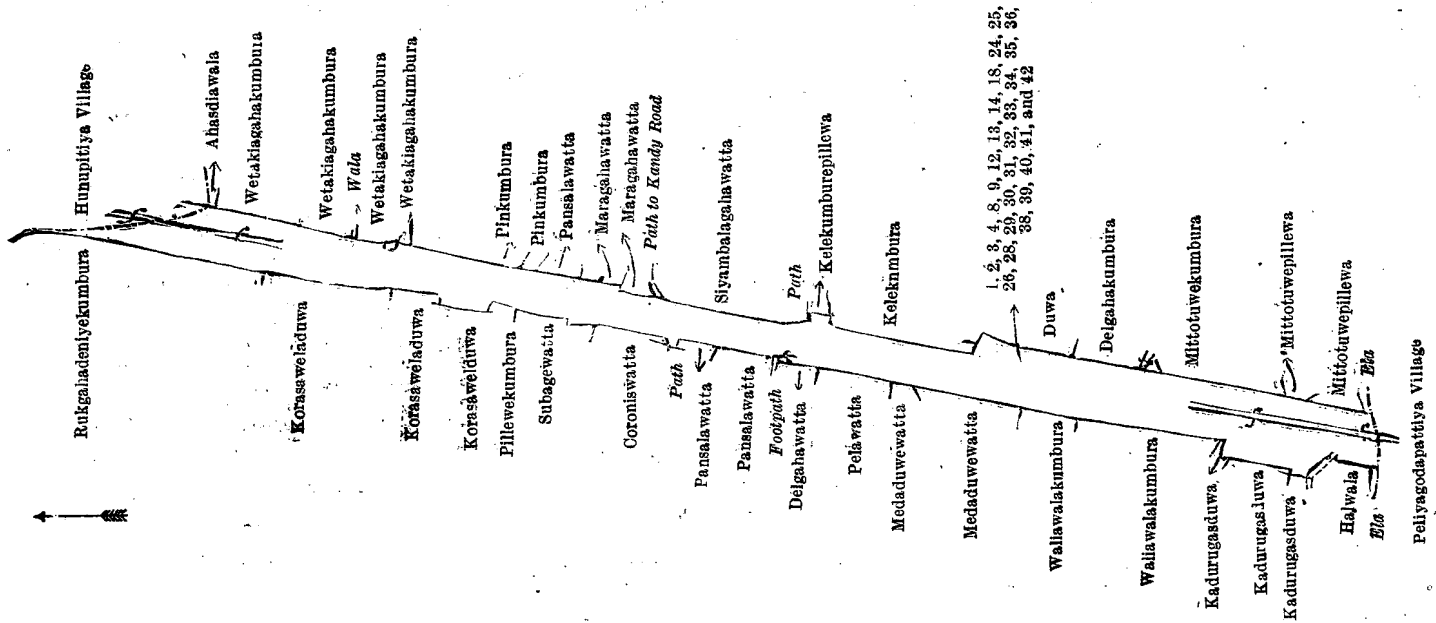 Rukgahadeniyekumbura
Hunupitiya Village
Ahasdiawala
Wetakiagahakumbura
Korasaweladuwa
Wetakiagahakumbura
Wala
Wetakiagahakumbura
Korasaweladuwa
Wetakiagahakumbura
Korasawelduwa
Pillewekumbura
Pinkumbura
Subagewatta
Pinkumbura
Pansalawatta
Coroniswatta
Maragahawatta
Maragahawatta
Path
Path to Kandy Road
Pansalawatta
Siyambalagahawatta
Pansalawatta
Footpath
Delgahawatta
Path
Kelekumburepillewa
Pelawatta
Medaduwewatta
Kelekumbura
Medaduwewatta
1, 2, 3, 4, 8, 9, 12, 13, 14, 18, 24, 25,
26, 28, 29, 30, 31, 32, 33, 34, 35, 36,
38, 39, 40, 41, and 42
Waliawalakumbura
Duwa
Delgahakumbura
Waliawalakumbura
Mittotuwekumbura
Kadurugasduwa
Kadurugasduwa
Kadurugasduwa
Mittotuwepillewa
Halwala
Mittotuwepillewa
Ela
Ela
Peliyagodapattiya Village